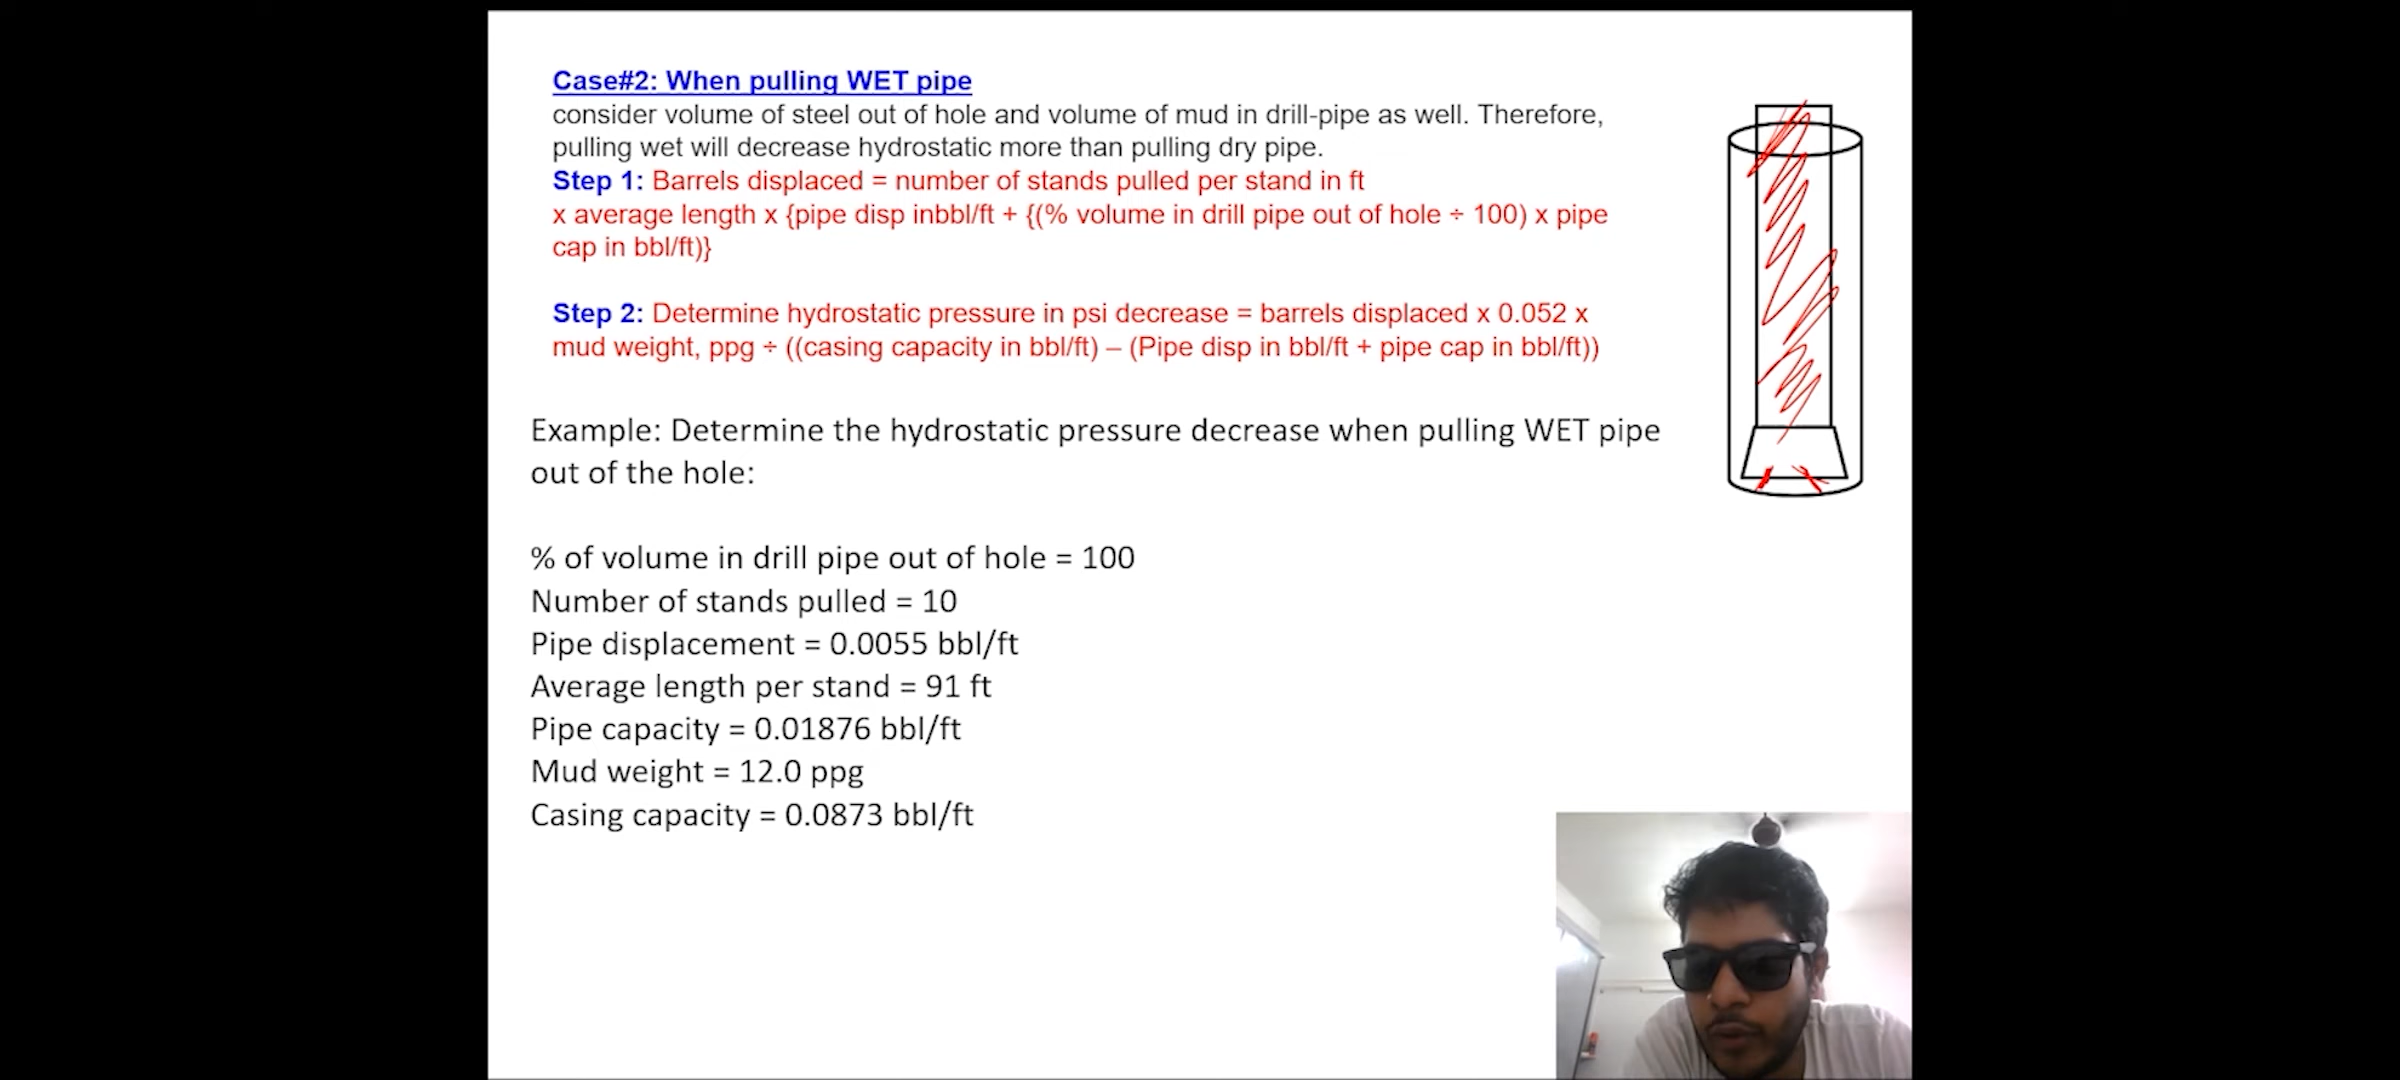 Case#2: When pulling WET pipe
consider volume of steel out of hole and volume of mud in drill-pipe as well. Therefore,
pulling wet will decrease hydrostatic more than pulling dry pipe.
Step 1: Barrels displaced = number of stands pulled per stand in ft
x average length x {pipe disp inbbl/ft + {(% volume in drill pipe out of hole ÷ 100) x pipe
cap in bbl/ft)}
Step 2: Determine hydrostatic pressure in psi decrease = barrels displaced x 0.052 x
mud weight, ppg ÷ ((casing capacity in bbl/ft) – (Pipe disp in bbl/ft + pipe cap in bbl/ft))
Example: Determine the hydrostatic pressure decrease when pulling WET pipe
out of the hole:
% of volume in drill pipe out of hole = 100
Number of stands pulled = 10
Pipe displacement = 0.0055 bbl/ft
Average length per stand = 91 ft
Pipe capacity = 0.01876 bbl/ft
Mud weight = 12.0 ppg
Casing capacity = 0.0873 bbl/ft